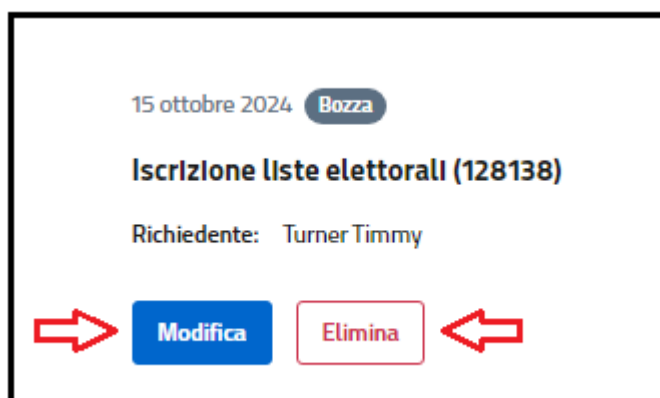 15 ottobre 2024 Bozza
Iscrizione liste elettorali (128138)
Richiedente: Turner Timmy
Modifica Elimina